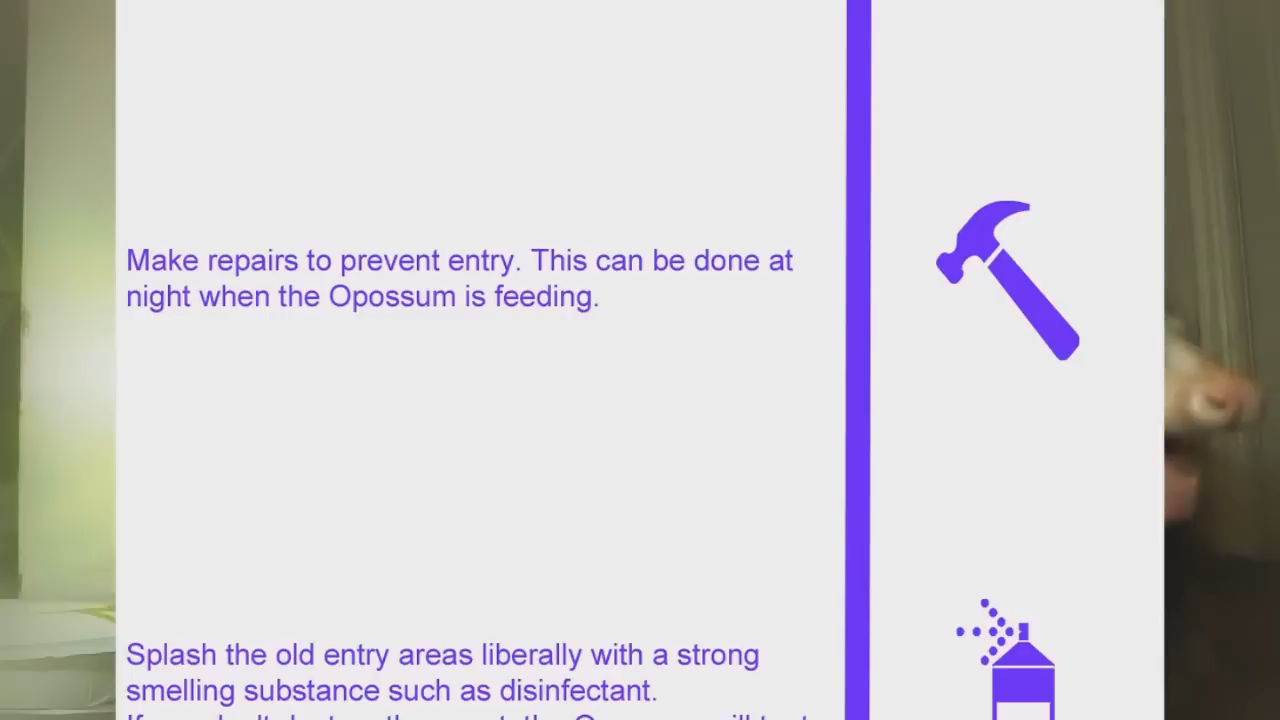 Make repairs to prevent entry. This can be done at
night when the Opossum is feeding.
Splash the old entry areas liberally with a strong
smelling substance such as disinfectant.